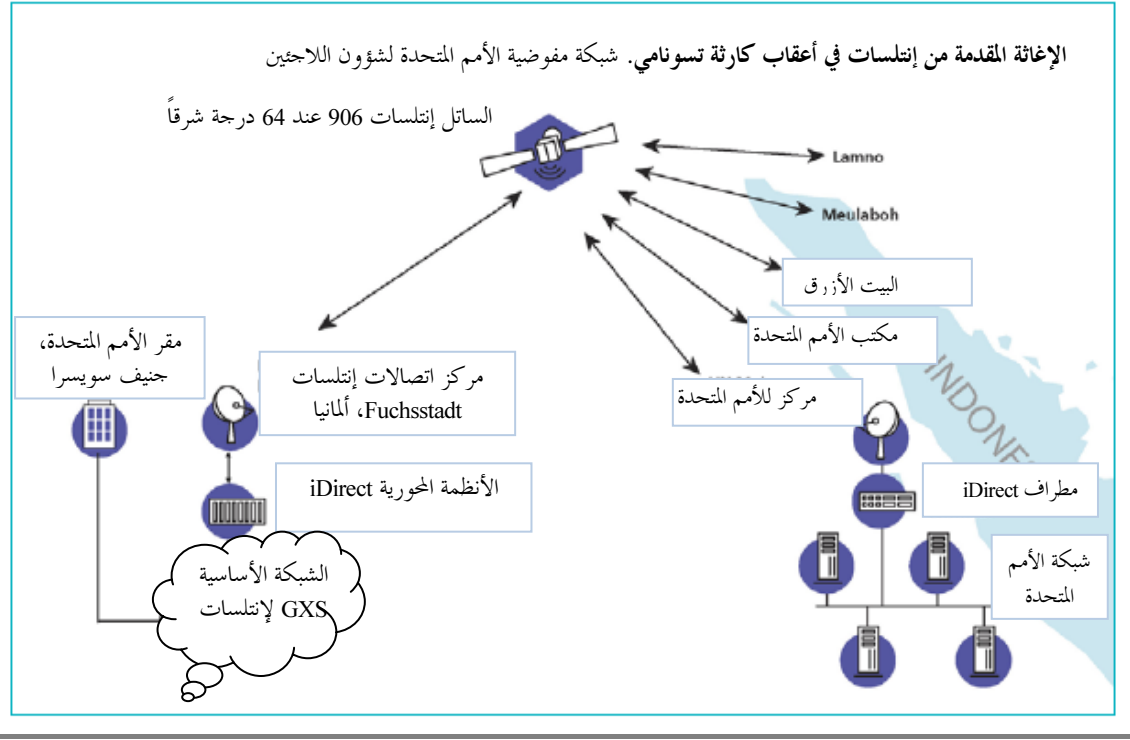 الإغاثة المقدمة من إنتلسات في أعقاب كارثة تسونامي. شبكة مفوضية الأمم المتحدة لشؤون اللاجئين
الساتل إنتلسات 906 عند 64 درجة شرقاً
Lamno
Meulaboh
البيت الأزرق
مكتب الأمم المتحدة
مركز للأمم المتحدة
مقر الأمم المتحدة،
جنيف سويسرا
مركز اتصالات إنتلسات
Fuchsstadt، ألمانيا
الأنظمة المحورية iDirect
مطراف iDirect
شبكة الأمم
المتحدة
الشبكة الأساسية
GXS لإنتلسات